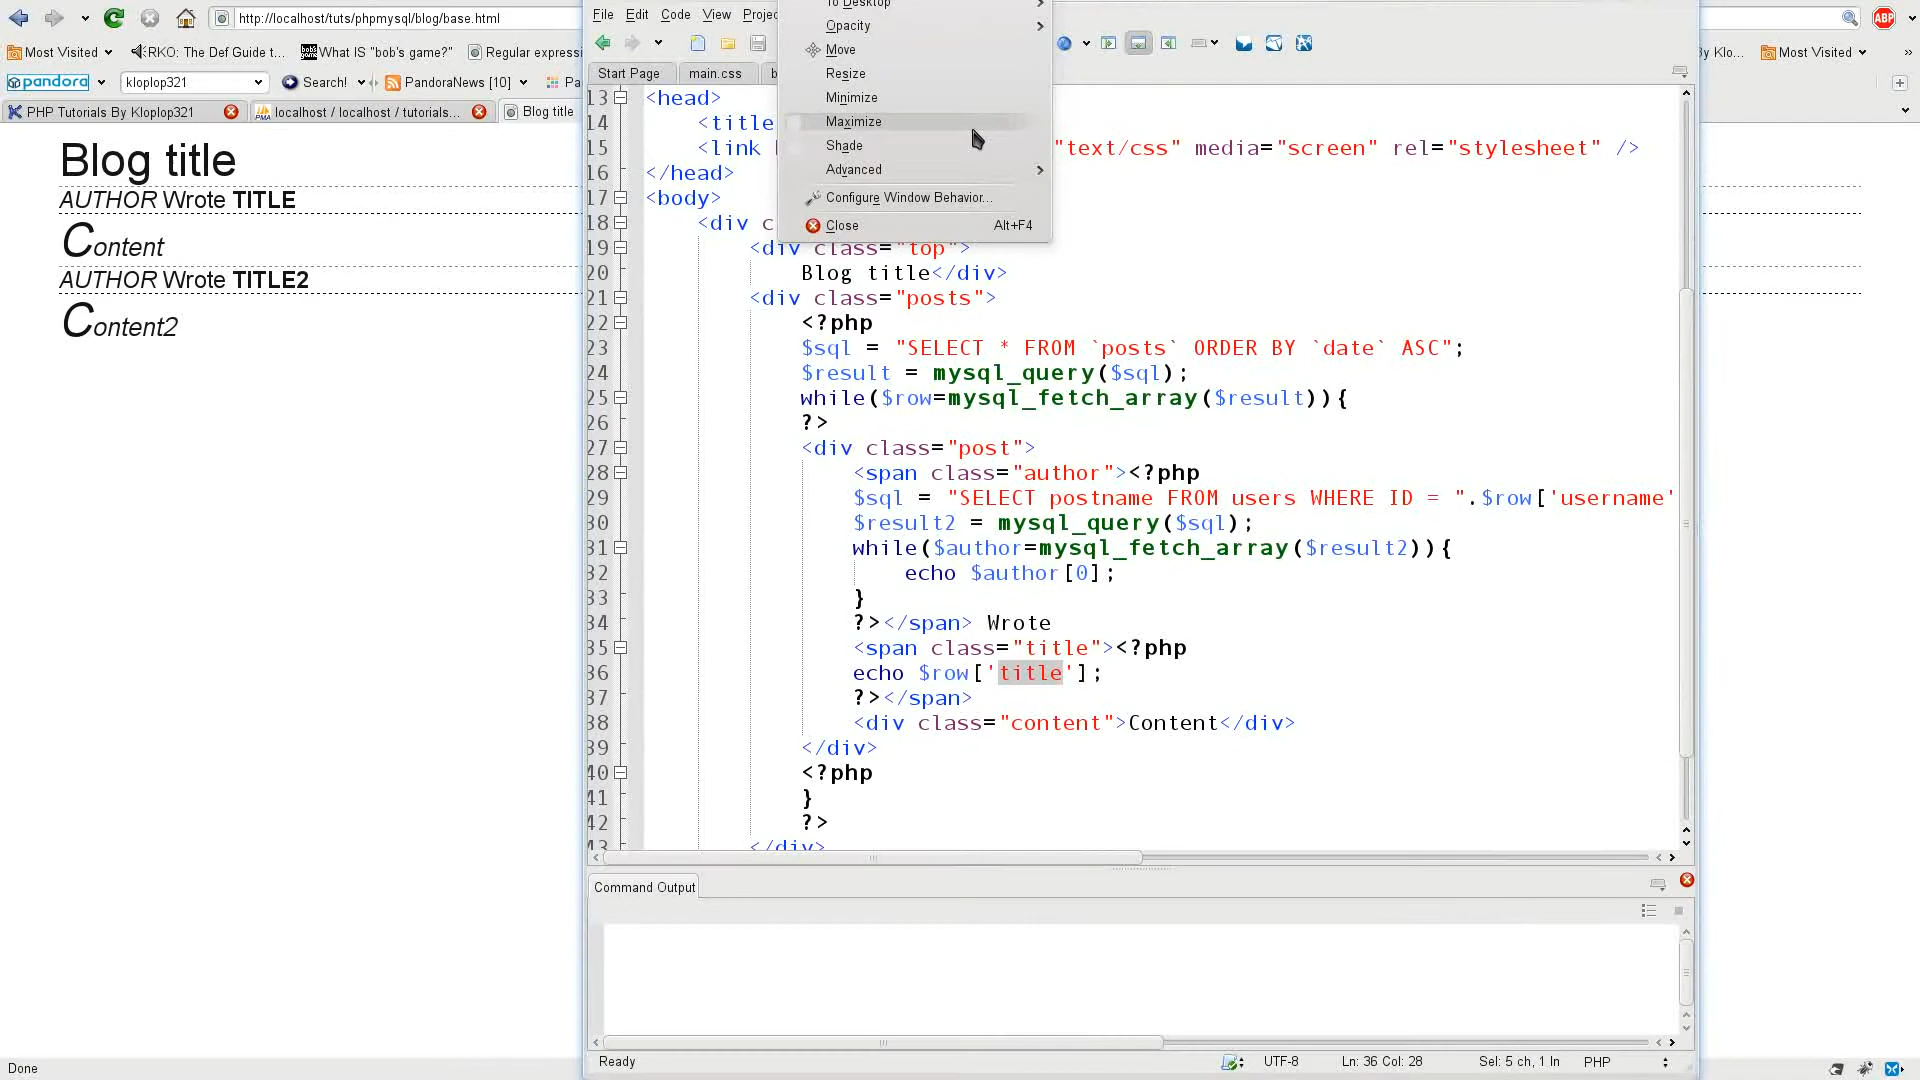 http://localhost/tuts/phpmysql/blog/base.html
Most Visited
RKO: The Def Guide t...
What IS "bob's game?"
Regular expressi
pandora
kloplop321
Search!
PandoraNews [10]
Pa
PHP Tutorials By Kloplop321
localhost / localhost / tutorials...
Blog title
Blog title
AUTHOR Wrote TITLE
Content
AUTHOR Wrote TITLE2
Content2
Done
File Edit Code View Projec
To Desktop
Opacity
Move
Resize
Minimize
Maximize
Shade
Advanced
Configure Window Behavior...
Close Alt+F4
ABP
By Klo...
Most Visited
Start Page
main.css
b
13 <head>
14 <title
15 <link "text/css" media="screen" rel="stylesheet" />
16 </head>
17 <body>
18 <div c
19 <div class="top">
20 Blog title</div>
21 <div class="posts">
22 <?php
23 $sql = "SELECT * FROM `posts` ORDER BY `date` ASC";
24 $result = mysql_query($sql);
25 while($row=mysql_fetch_array($result)){
26 ?>
27 <div class="post">
28 <span class="author"><?php
29 $sql = "SELECT postname FROM users WHERE ID = ".$row['username'
30 $result2 = mysql_query($sql);
31 while($author=mysql_fetch_array($result2)){
32 echo $author[0];
33 }
34 ?></span> Wrote
35 <span class="title"><?php
36 echo $row['title'];
37 ?></span>
38 <div class="content">Content</div>
39 </div>
40 <?php
41 }
42 ?>
43 </div>
Command Output
Ready
UTF-8
Ln: 36 Col: 28
Sel: 5 ch, 1 ln
PHP